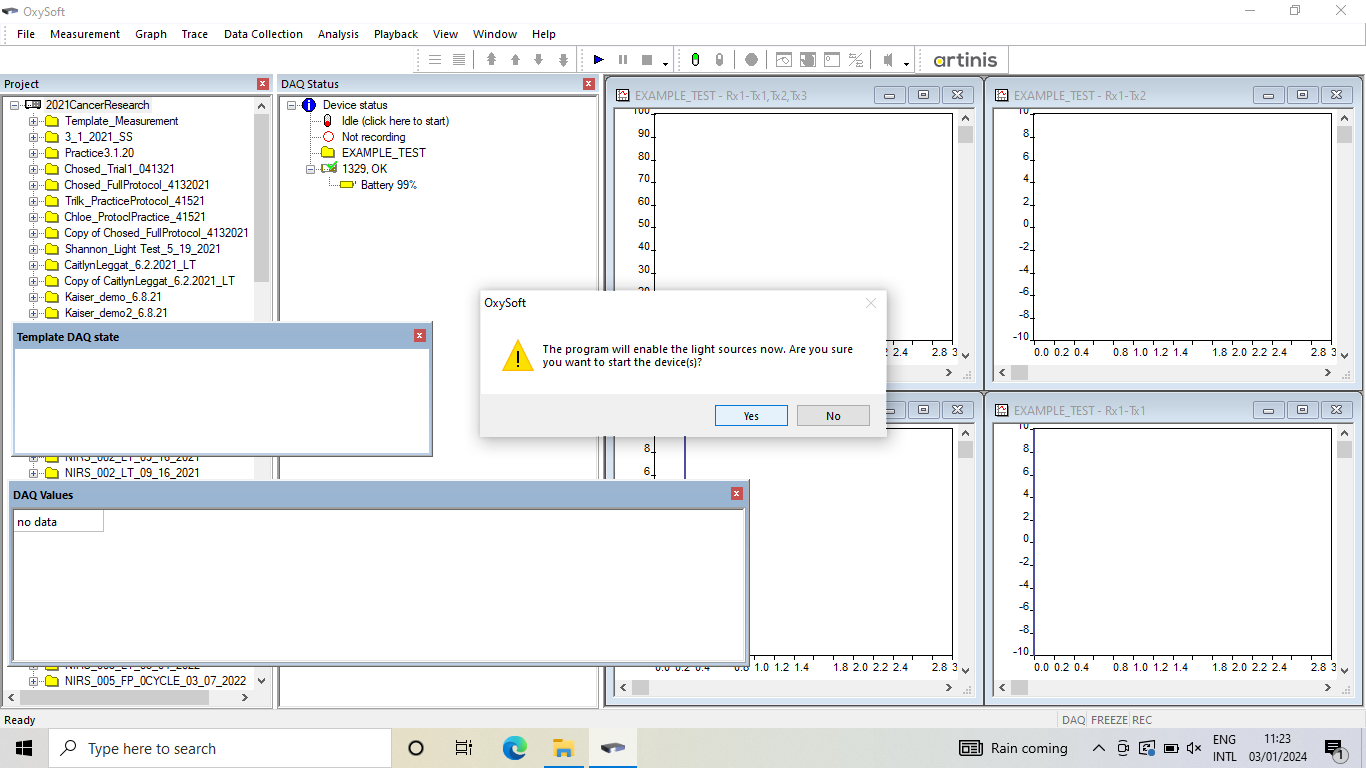 OxySoft
File Measurement Graph Trace Data Collection Analysis Playback View Window Help
artinis
Project
2021CancerResearch
Template_Measurement
3_1_2021_SS
Practice3.1.20
Chosed_Trial1_041321
Chosed_FullProtocol_4132021
Trilk_PracticeProtocol_41521
Chloe_ProtoclPractice_41521
Copy of Chosed_FullProtocol_4132021
Shannon_Light Test_5_19_2021
CaitlynLeggat_6.2.2021_LT
Copy of CaitlynLeggat_6.2.2021_LT
Kaiser_demo_6.8.21
Kaiser_demo2_6.8.21
Template DAQ state
NIRS_002_LT_09_16_2021
NIRS_002_LT_09_16_2021
DAQ Values
no data
NIRS_005_FP_0CYCLE_03_07_2022
DAQ Status
Device status
Idle (click here to start)
Not recording
EXAMPLE_TEST
1329, OK
Battery 99%
OxySoft
The program will enable the light sources now. Are you sure
you want to start the device(s)?
Yes No
EXAMPLE_TEST - Rx1-Tx1,Tx2,Tx3
100
90
80
70
60
50
40
30
20
2.4 2.8 3
EXAMPLE_TEST - Rx1-Tx2
10
8
6
4
2
0
-2
-4
-6
-8
-10
0.0 0.2 0.4 1.0 1.2 1.4 1.8 2.0 2.2 2.4 2.8 3
8
6
0.0 0.2 0.4 0.8 1.0 1.2 1.4 1.8 2.0 2.2 2.4 2.8 3
EXAMPLE_TEST - Rx1-Tx1
10
8
6
4
2
0
-2
-4
-6
-8
-10
0.0 0.2 0.4 1.0 1.2 1.4 1.8 2.0 2.2 2.4 2.8 3
Ready
DAQ FREEZE REC
Type here to search
Rain coming
ENG
INTL
11:23
03/01/2024
1